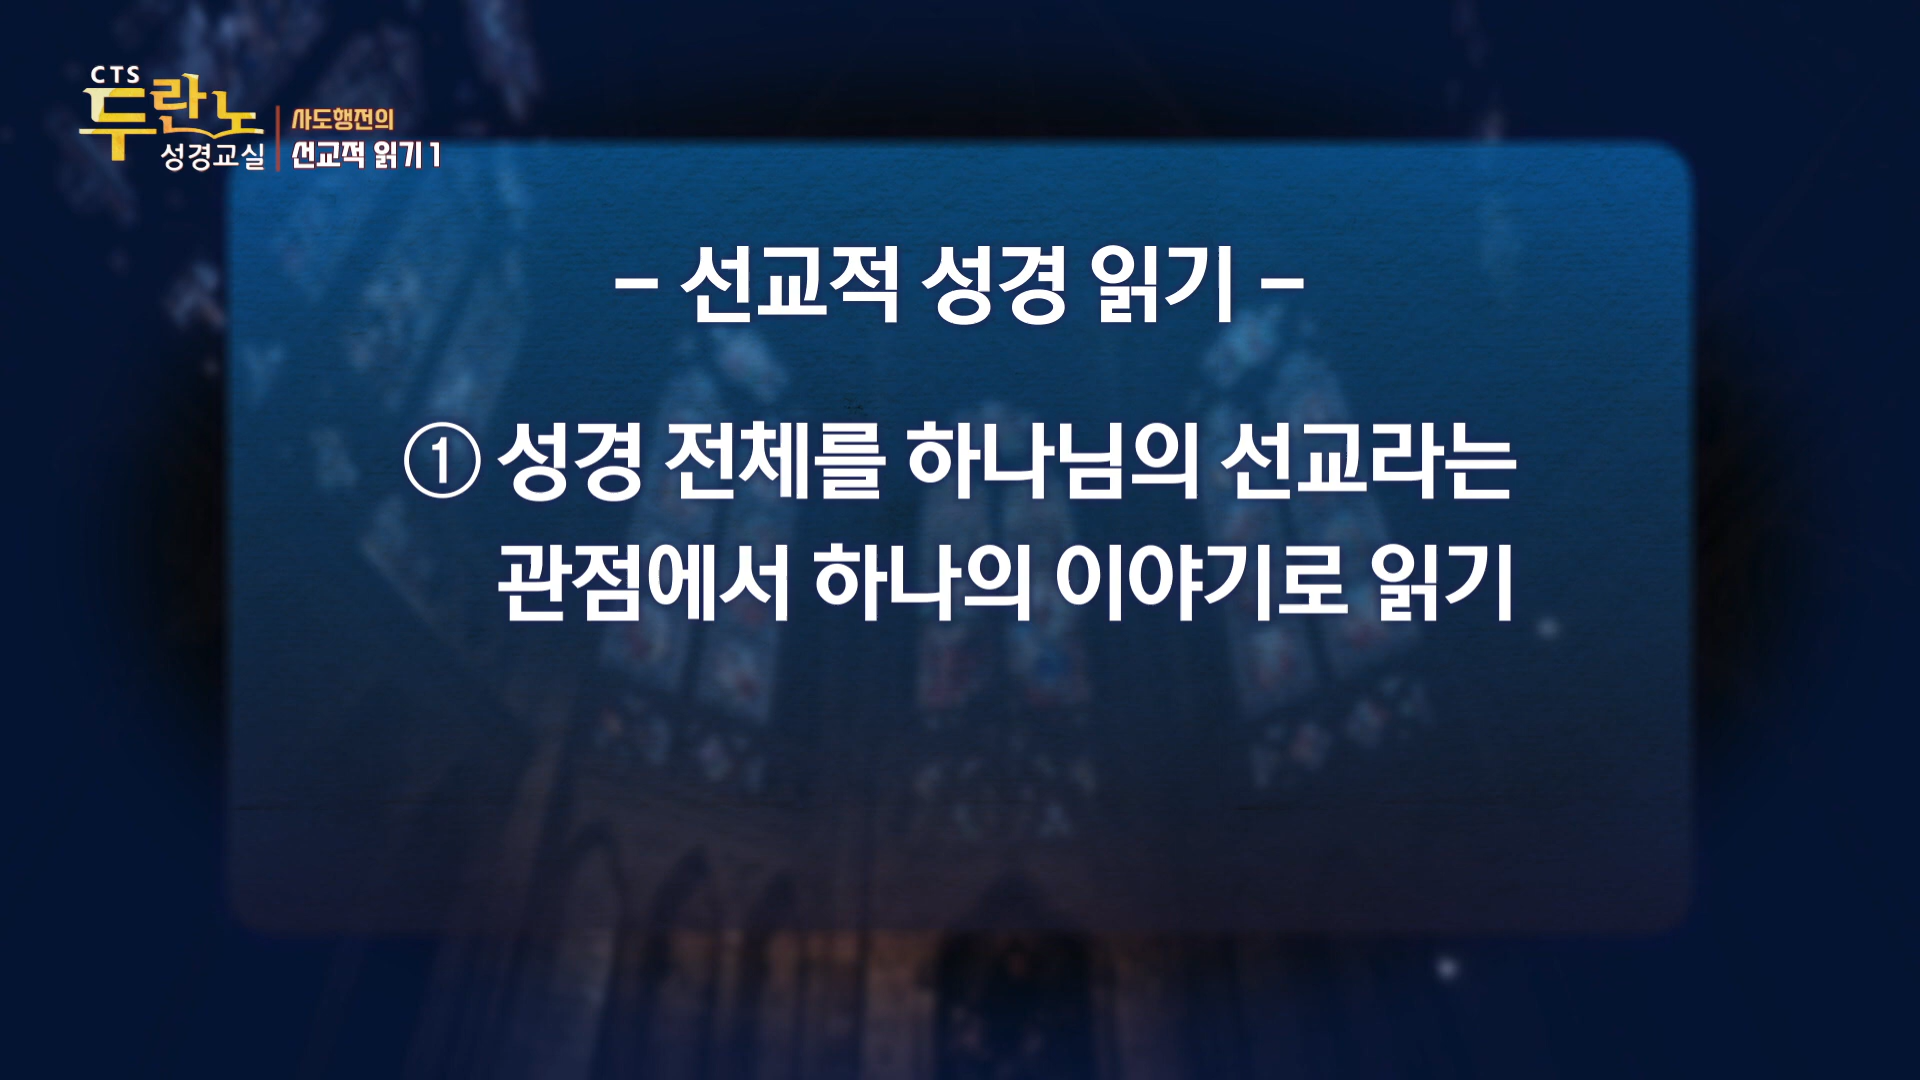 CTS
두란노
성경교실
사도행전의
선교적 읽기 1
- 선교적 성경 읽기 -
① 성경 전체를 하나님의 선교라는
관점에서 하나의 이야기로 읽기